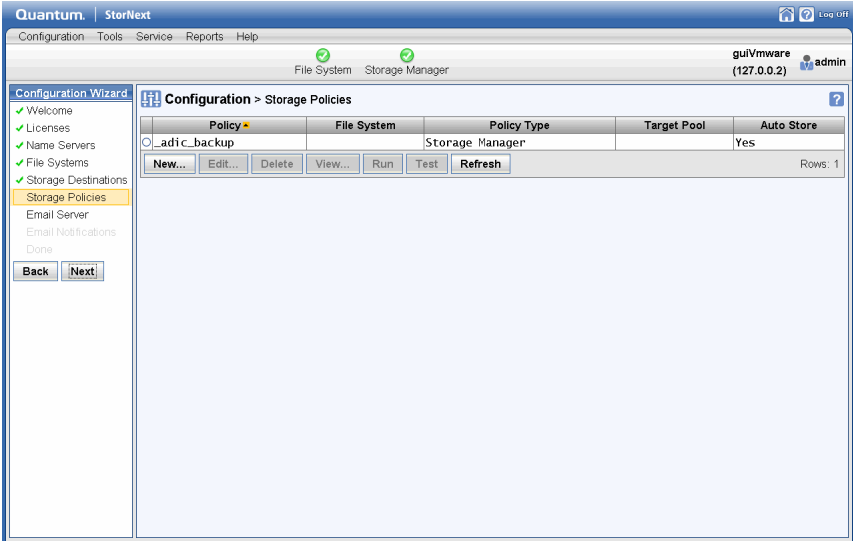 Quantum. StorNext
Log Off
Configuration Tools Service Reports Help
File System Storage Manager
guiVmware
(127.0.0.2)
admin
Configuration Wizard
Welcome
Licenses
Name Servers
File Systems
Storage Destinations
Storage Policies
Email Server
Email Notifications
Done
Back Next
Configuration > Storage Policies
?
Policy File System Policy Type Target Pool Auto Store
_adic_backup Storage Manager Yes
New... Edit... Delete View... Run Test Refresh Rows: 1